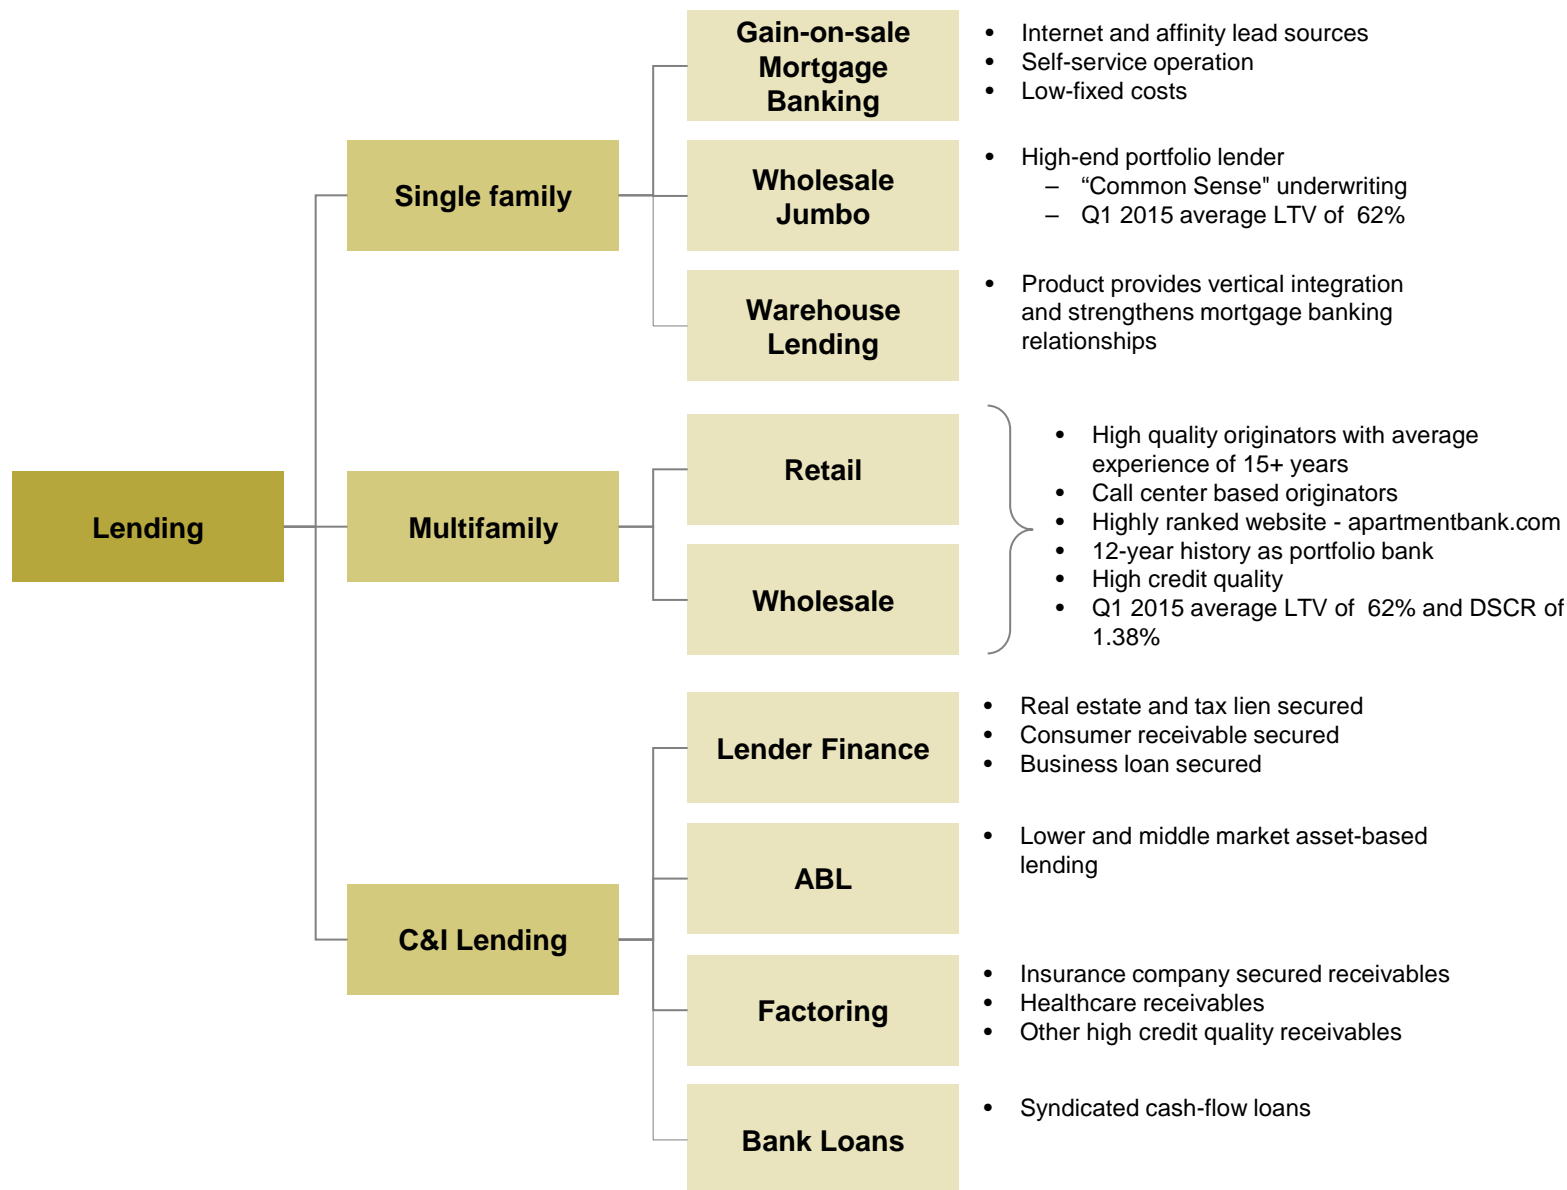 Gain-on-sale
Mortgage
Banking
• Internet and affinity lead sources
• Self-service operation
• Low-fixed costs
Single family
Wholesale
Jumbo
• High-end portfolio lender
– “Common Sense" underwriting
– Q1 2015 average LTV of 62%
Warehouse
Lending
• Product provides vertical integration
and strengthens mortgage banking
relationships
Lending
Multifamily
Retail
Wholesale
• High quality originators with average
experience of 15+ years
• Call center based originators
• Highly ranked website - apartmentbank.com
• 12-year history as portfolio bank
• High credit quality
• Q1 2015 average LTV of 62% and DSCR of
1.38%
C&I Lending
Lender Finance
• Real estate and tax lien secured
• Consumer receivable secured
• Business loan secured
ABL
• Lower and middle market asset-based
lending
Factoring
• Insurance company secured receivables
• Healthcare receivables
• Other high credit quality receivables
Bank Loans
• Syndicated cash-flow loans